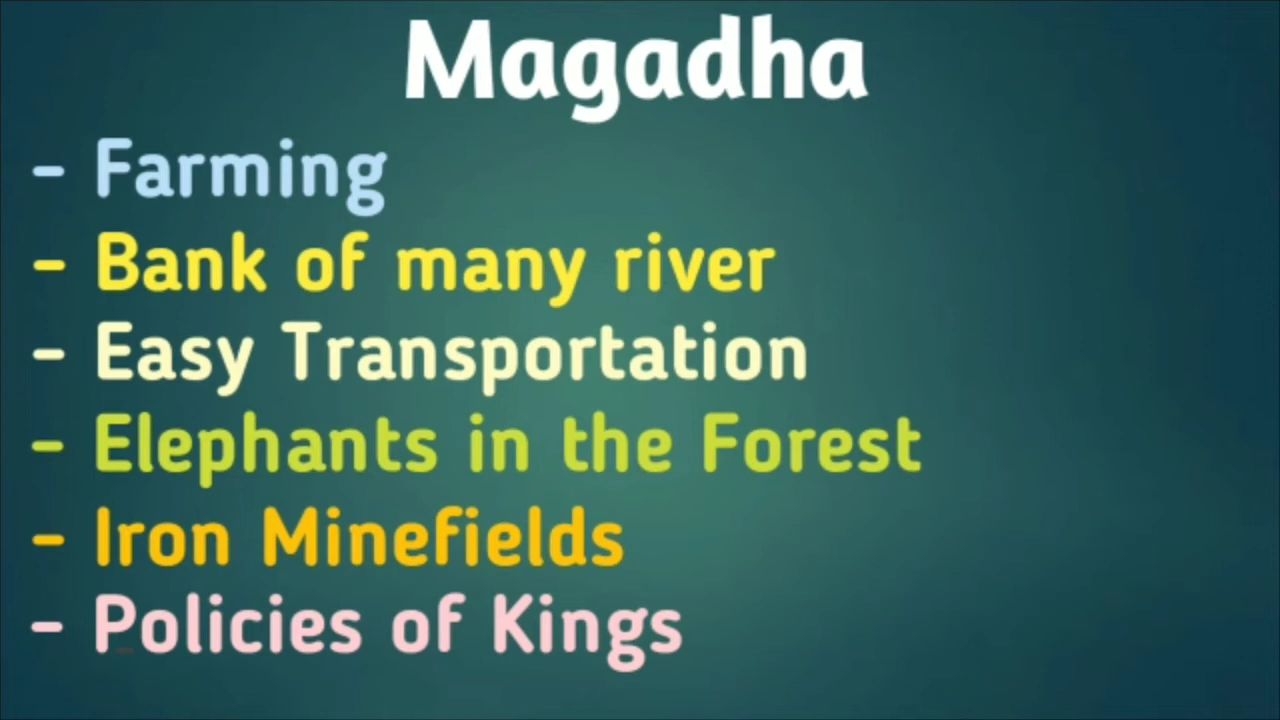 Magadha
- Farming
- Bank of many river
- Easy Transportation
- Elephants in the Forest
- Iron Minefields
- Policies of Kings